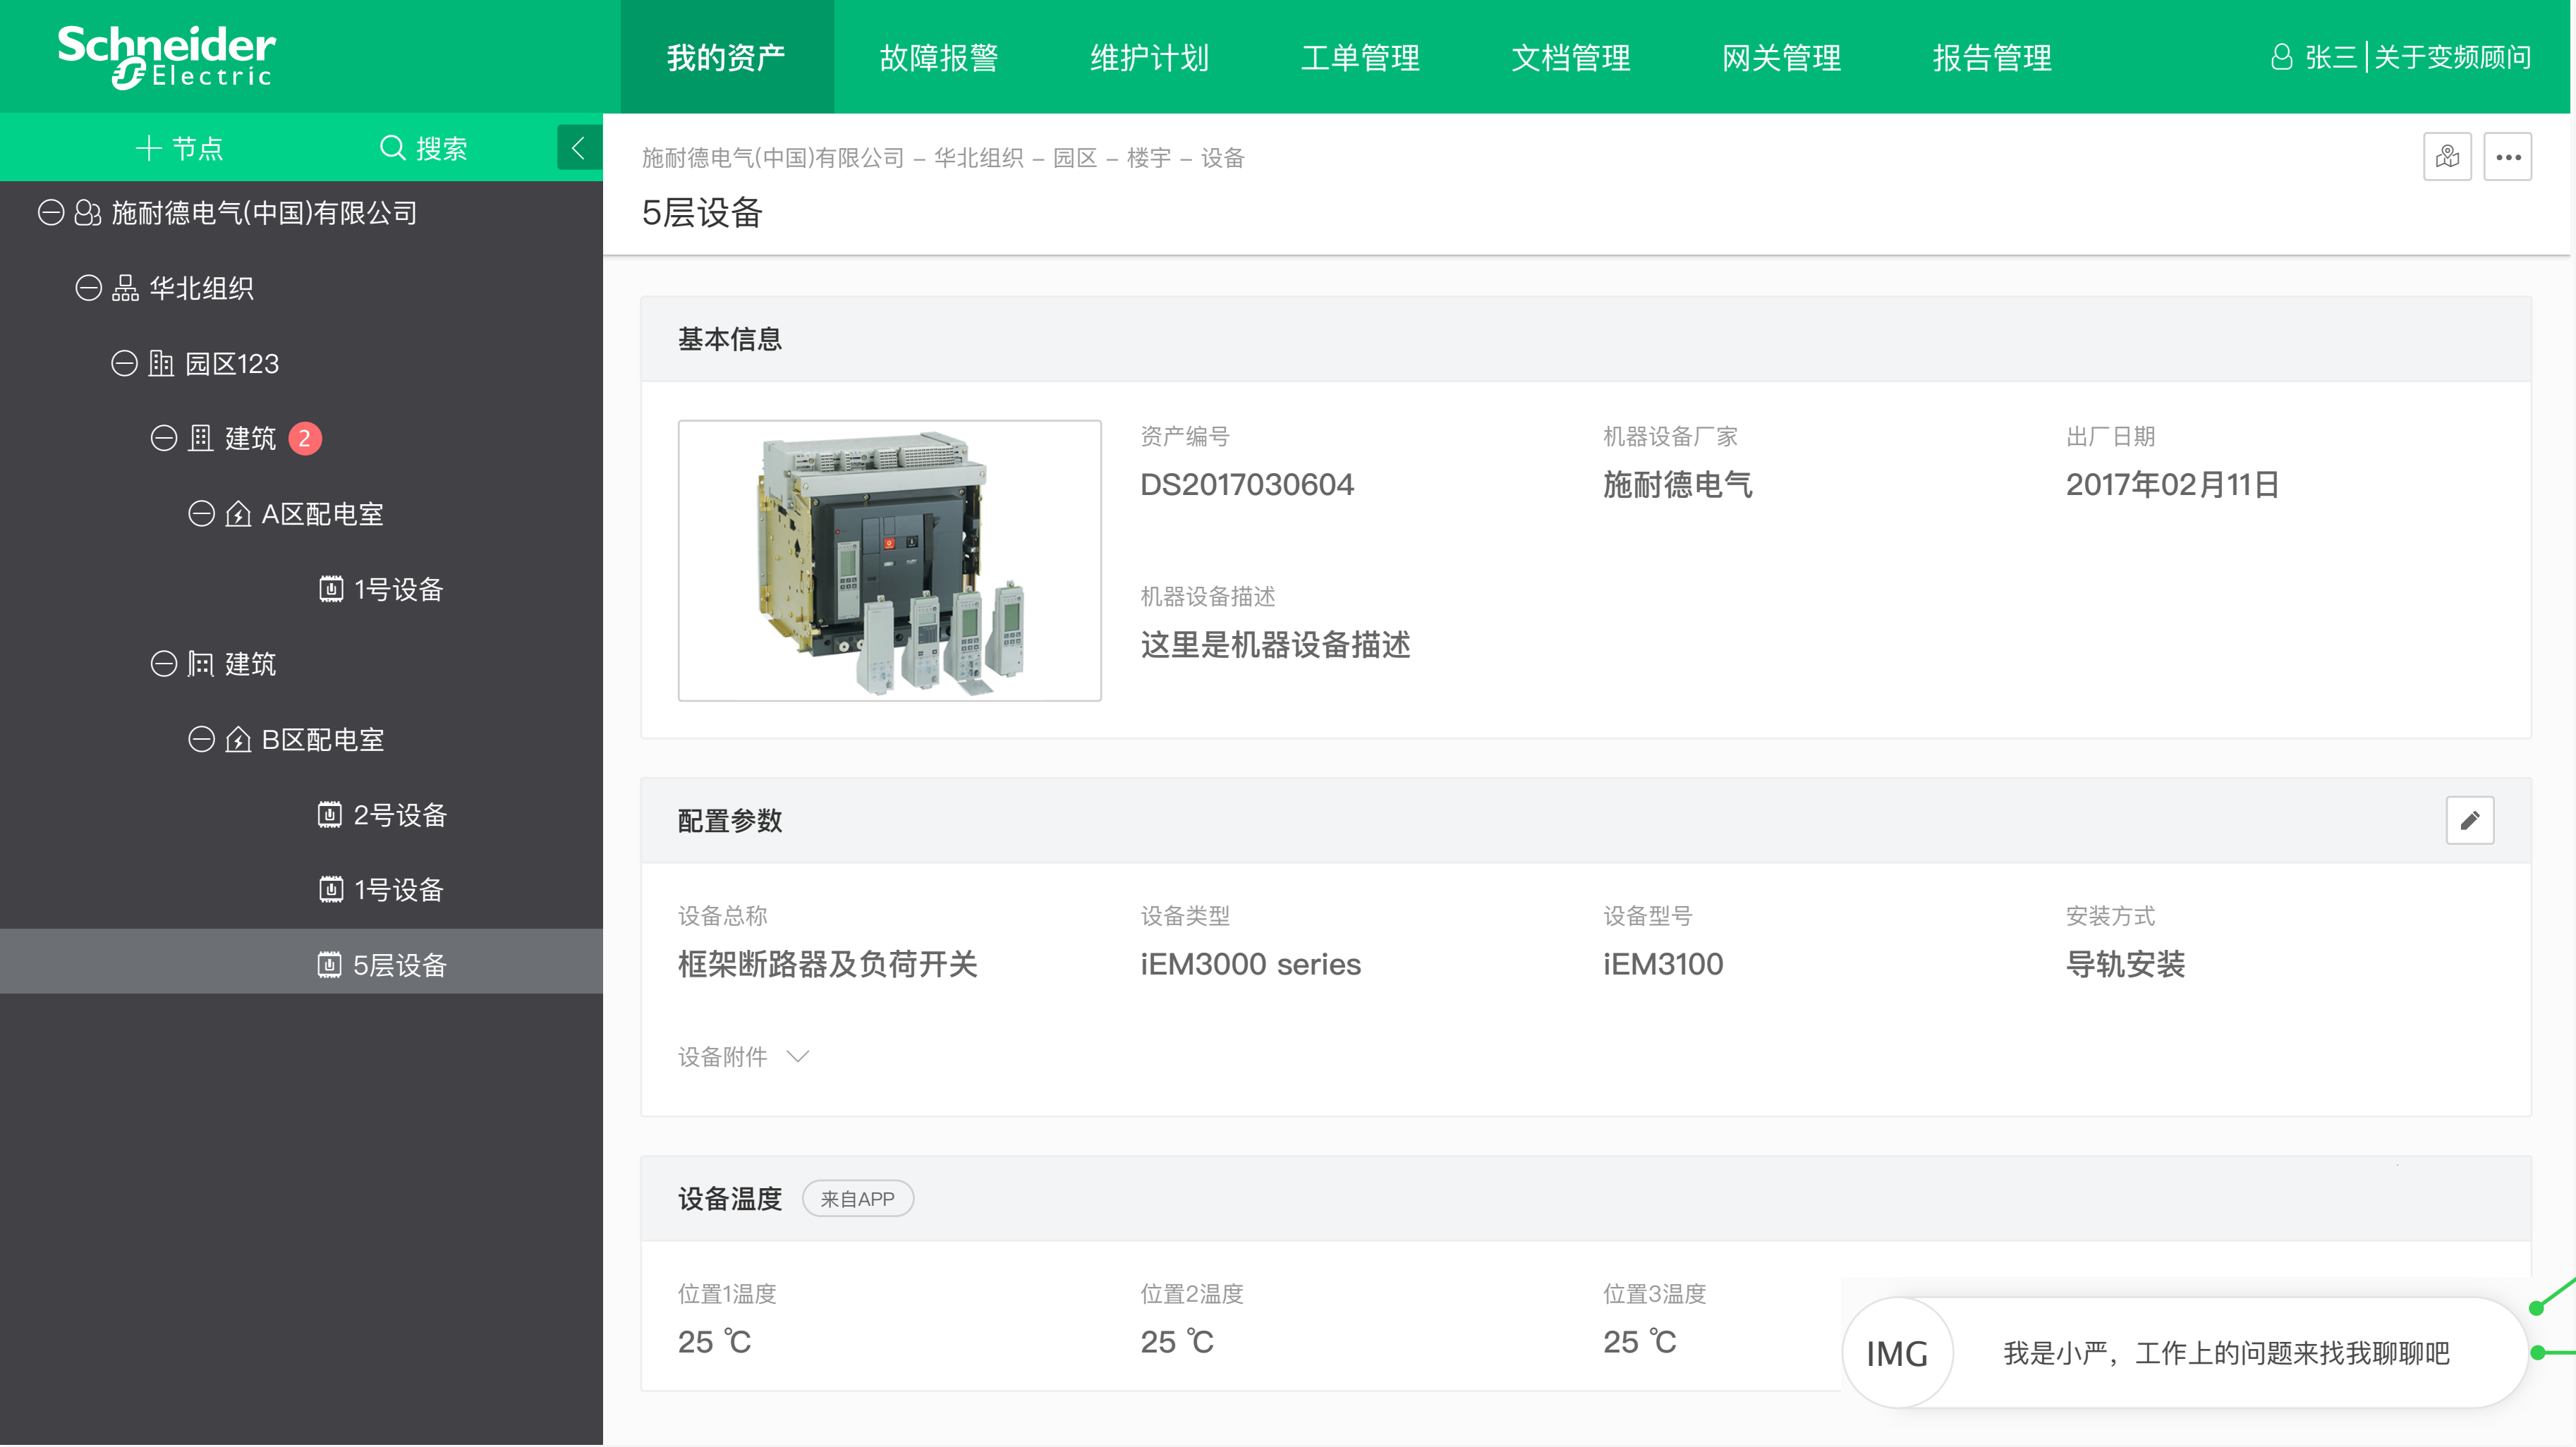 Schneider
Electric
我的资产
故障报警
维护计划
工单管理
文档管理
网关管理
报告管理
张三|关于变频顾问
节点
搜索
施耐德电气(中国)有限公司
华北组织
园区123
建筑 2
A区配电室
1号设备
建筑
B区配电室
2号设备
1号设备
5层设备
施耐德电气(中国)有限公司 – 华北组织 – 园区 – 楼宇 – 设备
5层设备
基本信息
资产编号
DS2017030604
机器设备厂家
施耐德电气
出厂日期
2017年02月11日
机器设备描述
这里是机器设备描述
配置参数
设备总称
框架断路器及负荷开关
设备类型
iEM3000 series
设备型号
iEM3100
安装方式
导轨安装
设备附件
设备温度
来自APP
位置1温度
25 ℃
位置2温度
25 ℃
位置3温度
25 ℃
IMG
我是小严，工作上的问题来找我聊聊吧